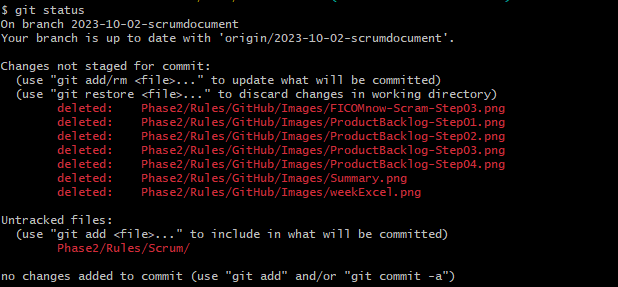 $ git status
On branch 2023-10-02-scrumdocument
Your branch is up to date with 'origin/2023-10-02-scrumdocument'.
Changes not staged for commit:
(use "git add/rm <file>..." to update what will be committed)
(use "git restore <file>..." to discard changes in working directory)
deleted: Phase2/Rules/GitHub/Images/FICOMnow-Scram-Step03.png
deleted: Phase2/Rules/GitHub/Images/ProductBacklog-Step01.png
deleted: Phase2/Rules/GitHub/Images/ProductBacklog-Step02.png
deleted: Phase2/Rules/GitHub/Images/ProductBacklog-Step03.png
deleted: Phase2/Rules/GitHub/Images/ProductBacklog-Step04.png
deleted: Phase2/Rules/GitHub/Images/Summary.png
deleted: Phase2/Rules/GitHub/Images/weekExcel.png
Untracked files:
(use "git add <file>..." to include in what will be committed)
Phase2/Rules/Scrum/
no changes added to commit (use "git add" and/or "git commit -a")